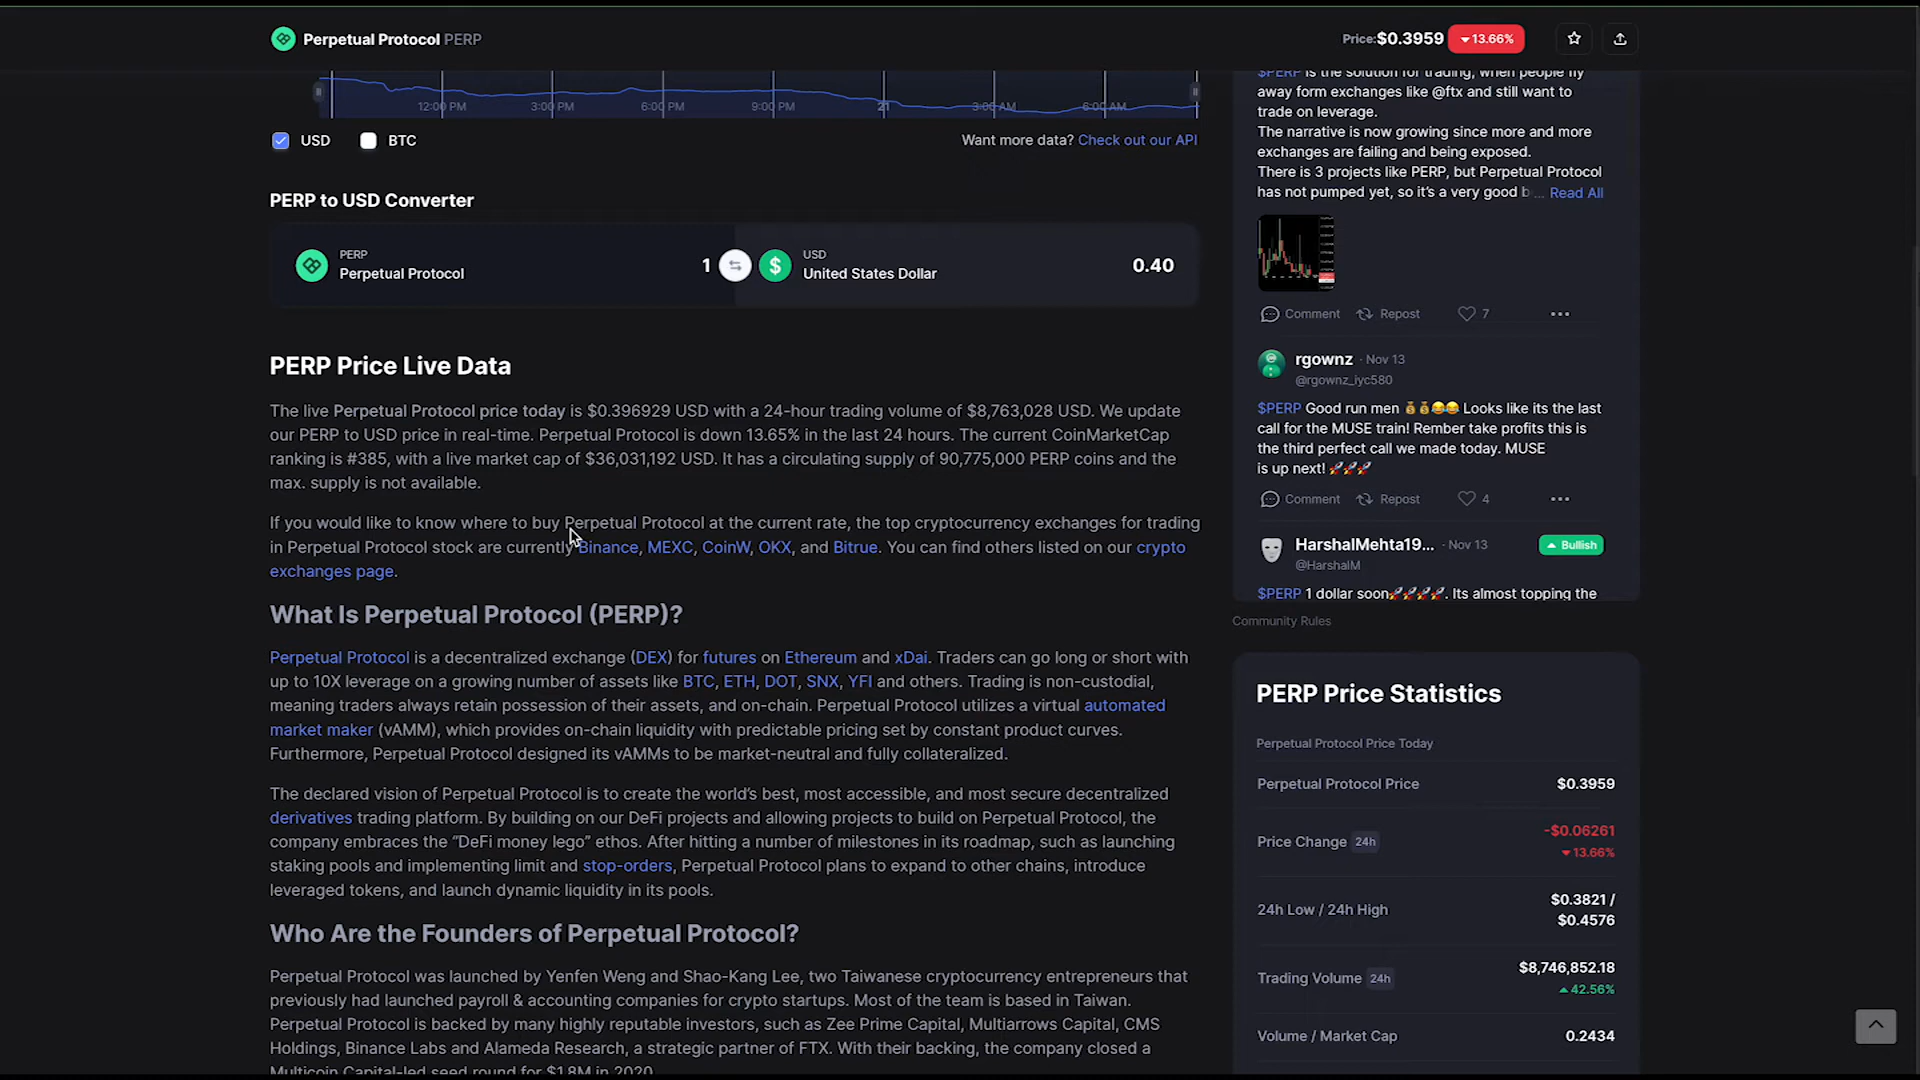 Perpetual Protocol PERP
Price:$0.3959 13.66%
12:00 PM 3:00 PM 6:00 PM 9:00 PM 21 3:00 AM 6:00 AM
USD BTC
Want more data? Check out our API
PERP to USD Converter
PERP
Perpetual Protocol
1
USD
United States Dollar
0.40
PERP Price Live Data
The live Perpetual Protocol price today is $0.396929 USD with a 24-hour trading volume of $8,763,028 USD. We update
our PERP to USD price in real-time. Perpetual Protocol is down 13.65% in the last 24 hours. The current CoinMarketCap
ranking is #385, with a live market cap of $36,031,192 USD. It has a circulating supply of 90,775,000 PERP coins and the
max. supply is not available.
If you would like to know where to buy Perpetual Protocol at the current rate, the top cryptocurrency exchanges for trading
in Perpetual Protocol stock are currently Binance, MEXC, CoinW, OKX, and Bitrue. You can find others listed on our crypto
exchanges page.
What Is Perpetual Protocol (PERP)?
Perpetual Protocol is a decentralized exchange (DEX) for futures on Ethereum and xDai. Traders can go long or short with
up to 10X leverage on a growing number of assets like BTC, ETH, DOT, SNX, YFI and others. Trading is non-custodial,
meaning traders always retain possession of their assets, and on-chain. Perpetual Protocol utilizes a virtual automated
market maker (vAMM), which provides on-chain liquidity with predictable pricing set by constant product curves.
Furthermore, Perpetual Protocol designed its vAMMs to be market-neutral and fully collateralized.
The declared vision of Perpetual Protocol is to create the world's best, most accessible, and most secure decentralized
derivatives trading platform. By building on our DeFi projects and allowing projects to build on Perpetual Protocol, the
company embraces the “DeFi money lego” ethos. After hitting a number of milestones in its roadmap, such as launching
staking pools and implementing limit and stop-orders, Perpetual Protocol plans to expand to other chains, introduce
leveraged tokens, and launch dynamic liquidity in its pools.
Who Are the Founders of Perpetual Protocol?
Perpetual Protocol was launched by Yenfen Weng and Shao-Kang Lee, two Taiwanese cryptocurrency entrepreneurs that
previously had launched payroll & accounting companies for crypto startups. Most of the team is based in Taiwan.
Perpetual Protocol is backed by many highly reputable investors, such as Zee Prime Capital, Multiarrows Capital, CMS
Holdings, Binance Labs and Alameda Research, a strategic partner of FTX. With their backing, the company closed a
Multicoin Capital-led seed round for $1.8M in 2020.
$PERP is the solution for trading, when people fly
away form exchanges like @ftx and still want to
trade on leverage.
The narrative is now growing since more and more
exchanges are failing and being exposed.
There is 3 projects like PERP, but Perpetual Protocol
has not pumped yet, so it's a very good b ... Read All
Comment Repost 7
rgownz · Nov 13
@rgownz_iyc580
$PERP Good run men 💰💰😂😂 Looks like its the last
call for the MUSE train! Rember take profits this is
the third perfect call we made today. MUSE
is up next! 🚀🚀🚀
Comment Repost 4
HarshalMehta19... · Nov 13 Bullish
@HarshalM
$PERP 1 dollar soon🚀🚀🚀🚀. Its almost topping the
Community Rules
PERP Price Statistics
Perpetual Protocol Price Today
Perpetual Protocol Price $0.3959
Price Change 24h -$0.06261
13.66%
24h Low / 24h High $0.3821 /
$0.4576
Trading Volume 24h $8,746,852.18
42.56%
Volume / Market Cap 0.2434